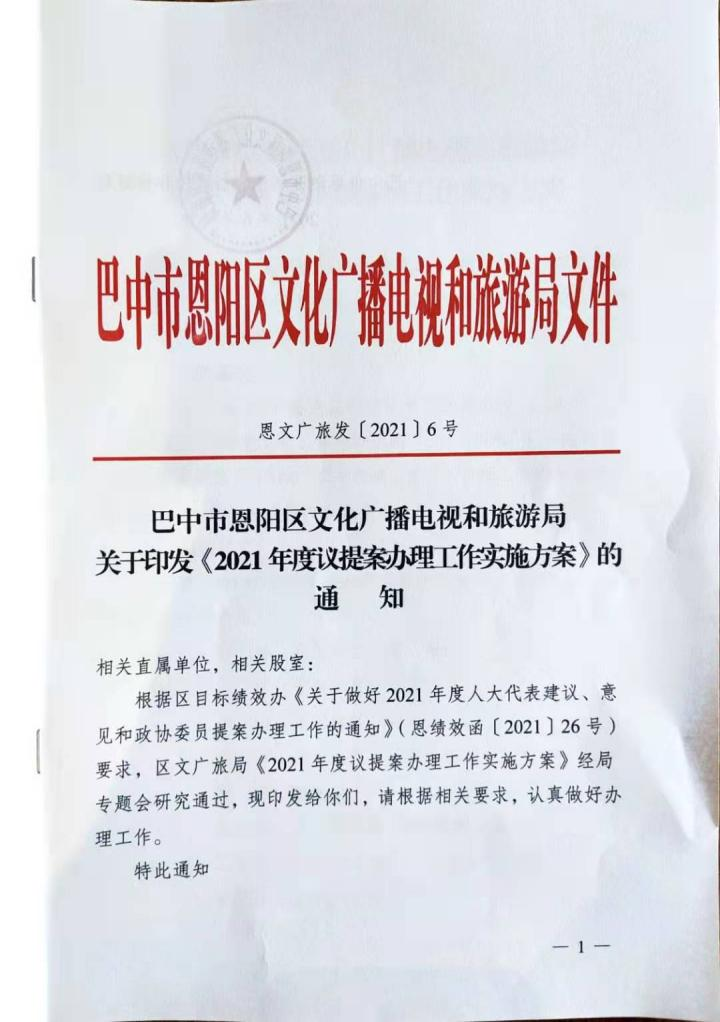 巴中市恩阳区文化广播电视和旅游局文件
恩文广旅发〔2021〕6号
巴中市恩阳区文化广播电视和旅游局
关于印发《2021年度议提案办理工作实施方案》的
通 知
相关直属单位，相关股室：
根据区目标绩效办《关于做好2021年度人大代表建议、意
见和政协委员提案办理工作的通知》（恩绩效函〔2021〕26号）
要求，区文广旅局《2021年度议提案办理工作实施方案》经局
专题会研究通过，现印发给你们，请根据相关要求，认真做好办
理工作。
特此通知
— 1 —